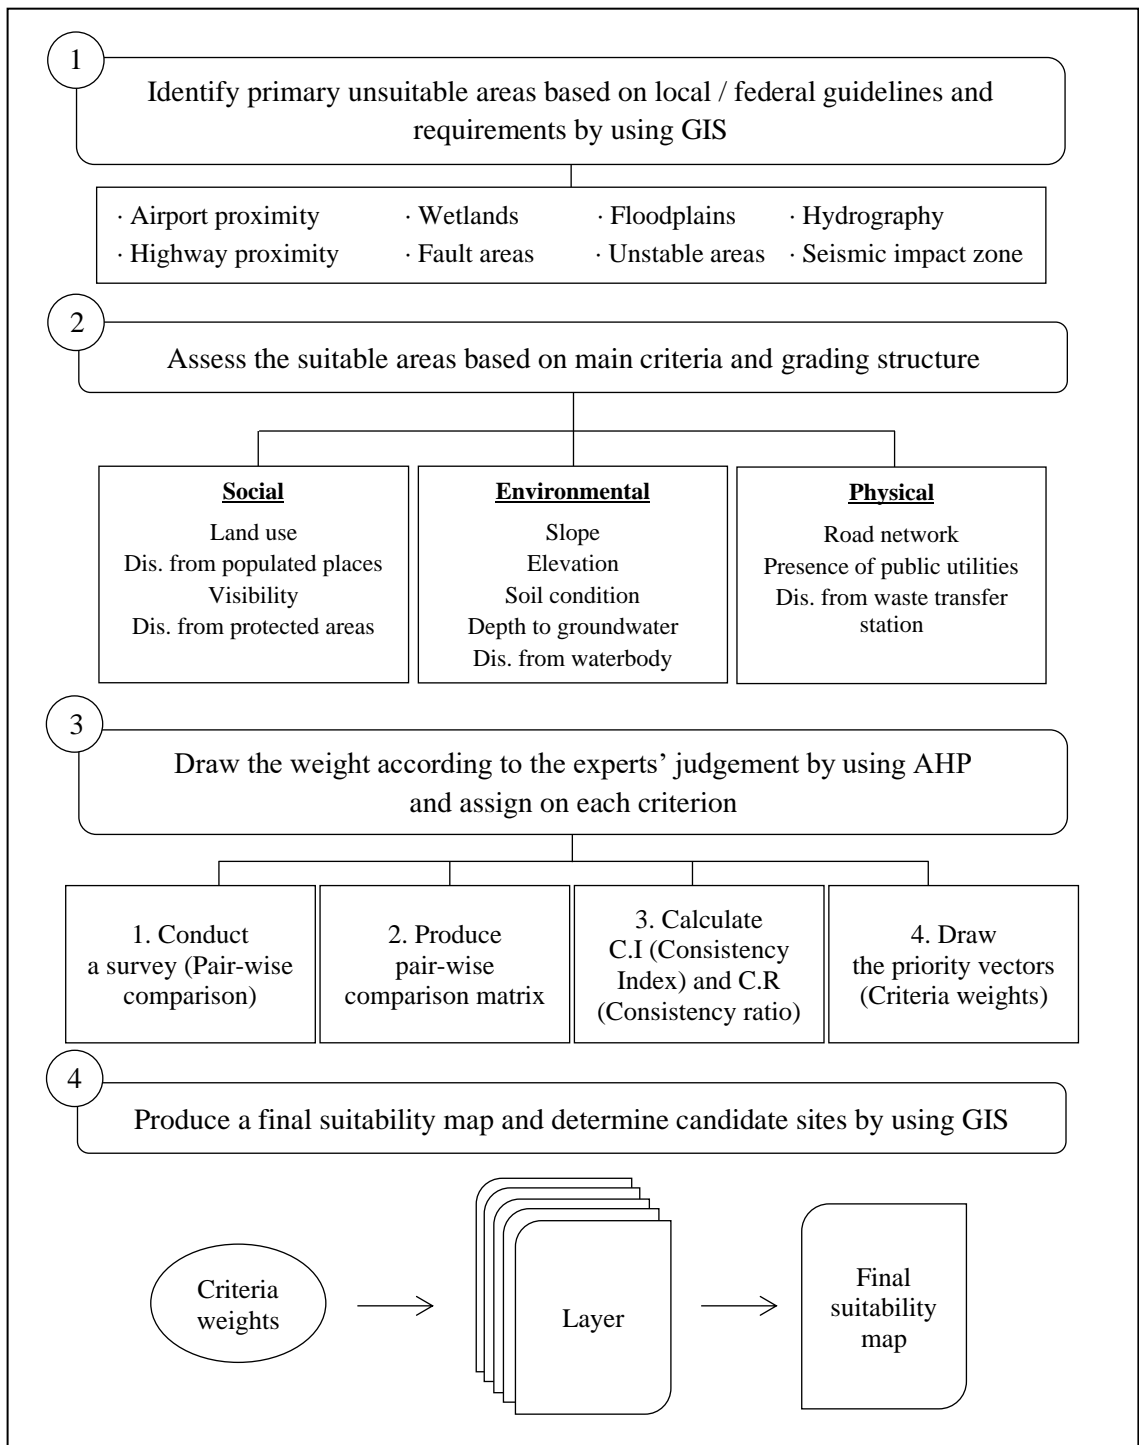 1
Identify primary unsuitable areas based on local / federal guidelines and
requirements by using GIS
· Airport proximity · Wetlands · Floodplains · Hydrography
· Highway proximity · Fault areas · Unstable areas · Seismic impact zone
2
Assess the suitable areas based on main criteria and grading structure
Social
Land use
Dis. from populated places
Visibility
Dis. from protected areas
Environmental
Slope
Elevation
Soil condition
Depth to groundwater
Dis. from waterbody
Physical
Road network
Presence of public utilities
Dis. from waste transfer
station
3
Draw the weight according to the experts’ judgement by using AHP
and assign on each criterion
1. Conduct
a survey (Pair-wise
comparison)
2. Produce
pair-wise
comparison matrix
3. Calculate
C.I (Consistency
Index) and C.R
(Consistency ratio)
4. Draw
the priority vectors
(Criteria weights)
4
Produce a final suitability map and determine candidate sites by using GIS
Criteria
weights
Layer
Final
suitability
map